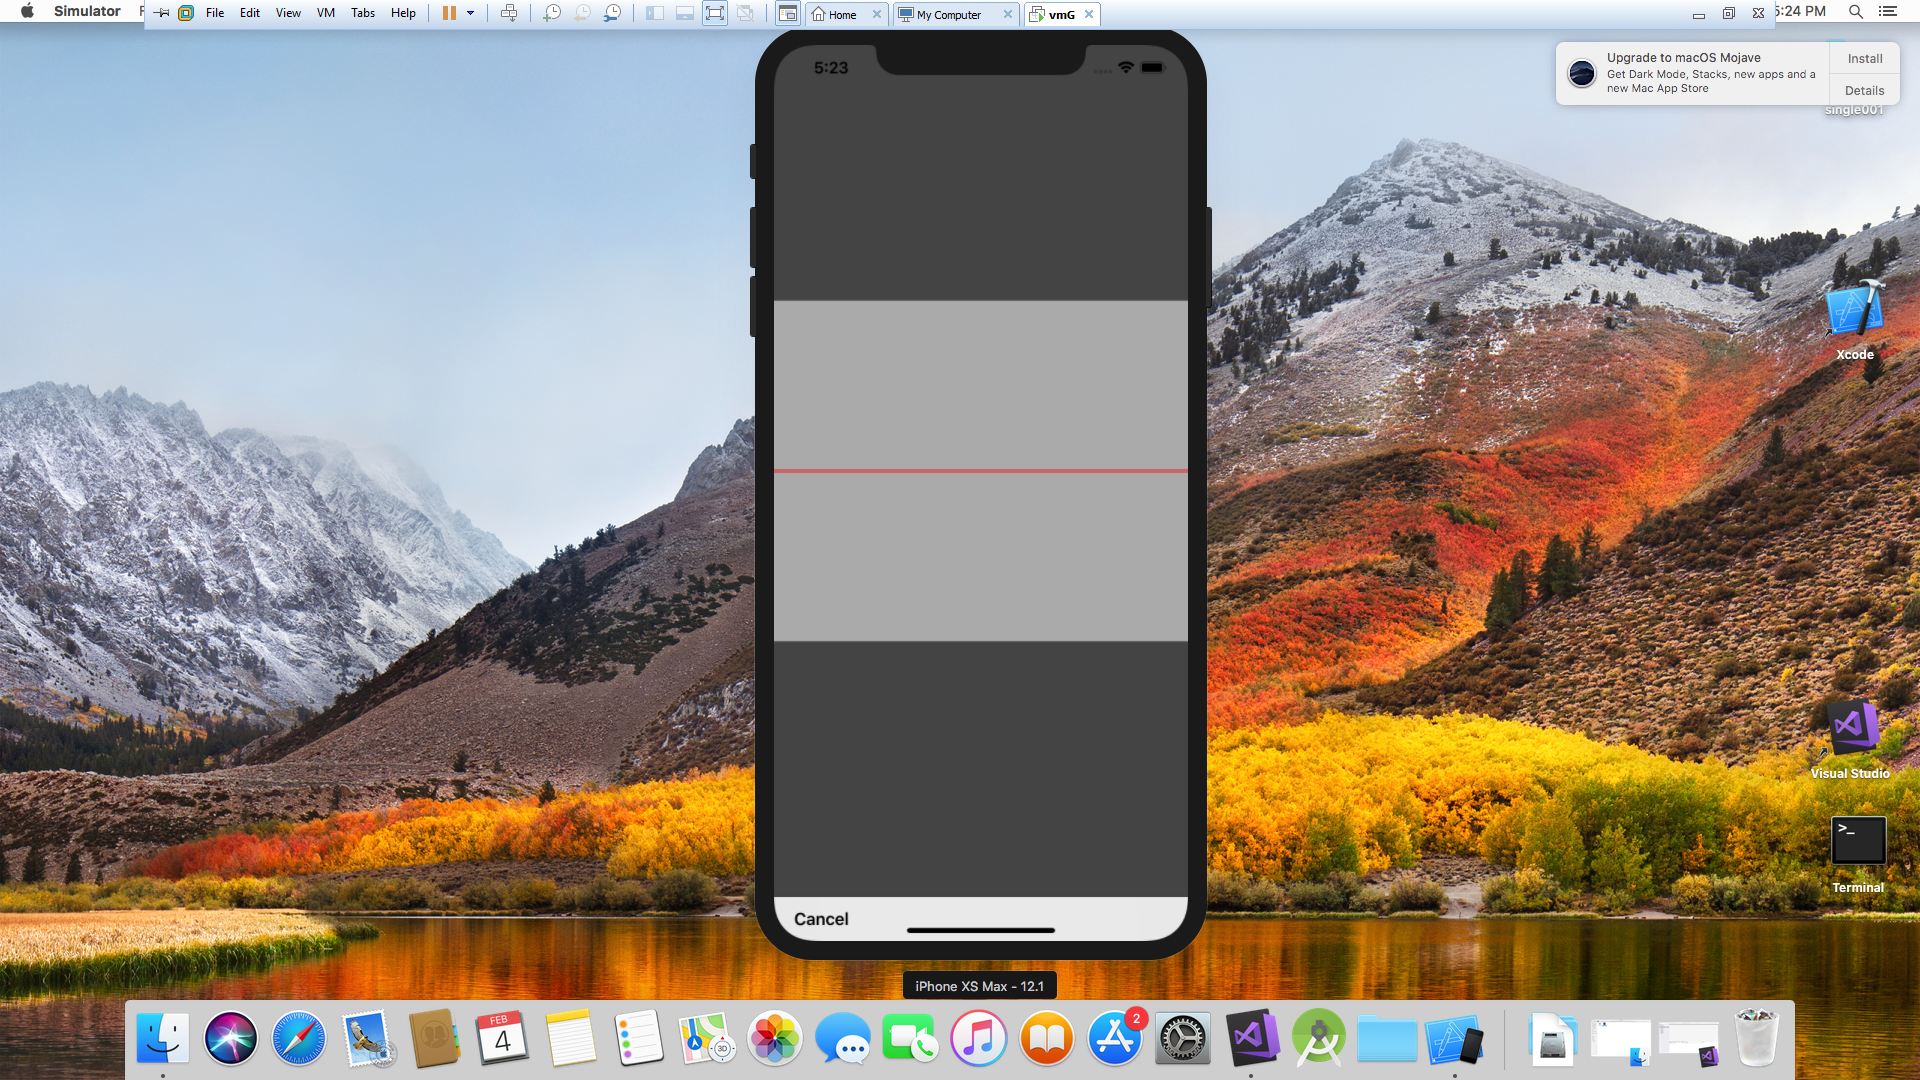 Simulator
File Edit View VM Tabs Help
Home
My Computer
vmG
5:24 PM
Upgrade to macOS Mojave
Get Dark Mode, Stacks, new apps and a
new Mac App Store
Install
Details
single001
5:23
Xcode
Visual Studio
>_
Terminal
Cancel
iPhone XS Max - 12.1
FEB
4
3D
2